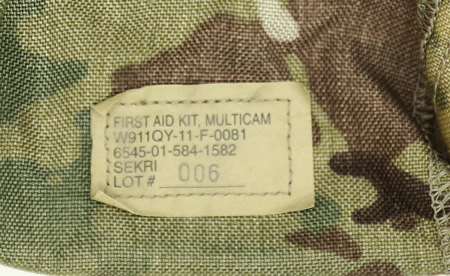 FIRST AID KIT, MULTICAM
W911QY-11-F-0081
6545-01-584-1582
SEKRI
LOT # 006